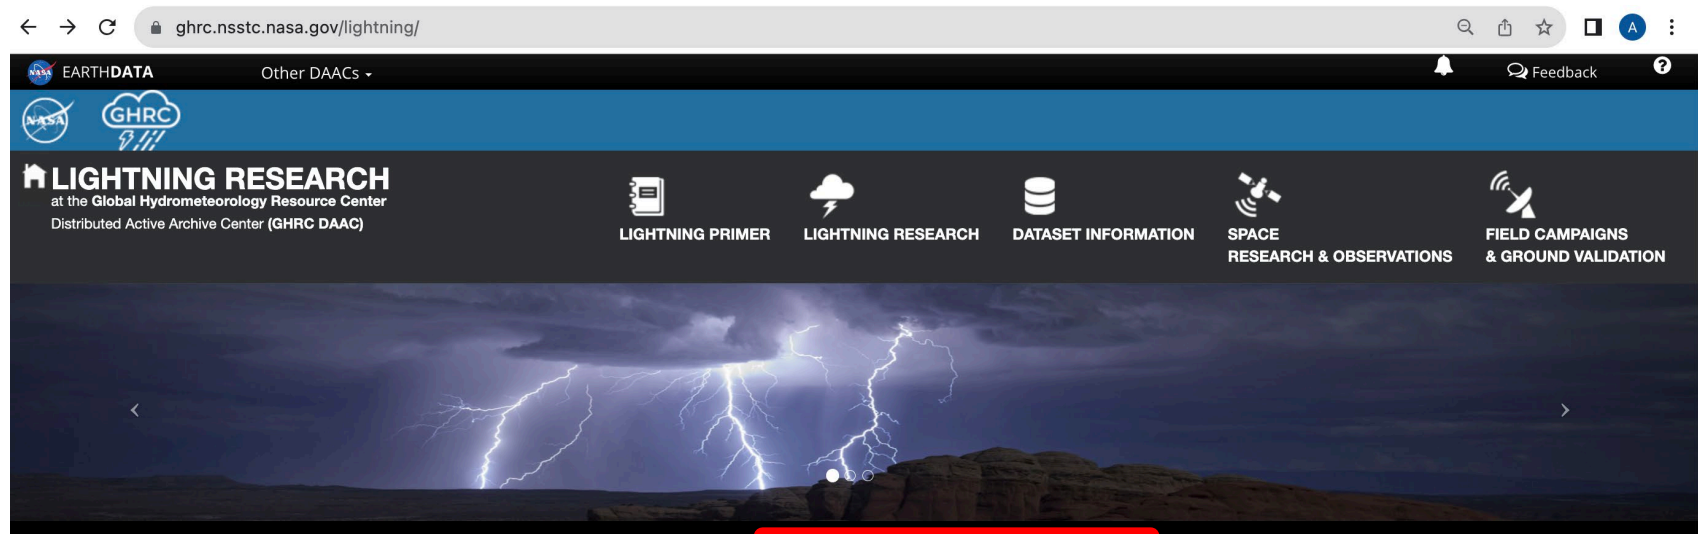 ghrc.nsstc.nasa.gov/lightning/
A
NASA EARTHDATA Other DAACs Feedback ?
NASA GHRC
LIGHTNING RESEARCH
at the Global Hydrometeorology Resource Center
Distributed Active Archive Center (GHRC DAAC)
LIGHTNING PRIMER
LIGHTNING RESEARCH
DATASET INFORMATION
SPACE
RESEARCH & OBSERVATIONS
FIELD CAMPAIGNS
& GROUND VALIDATION